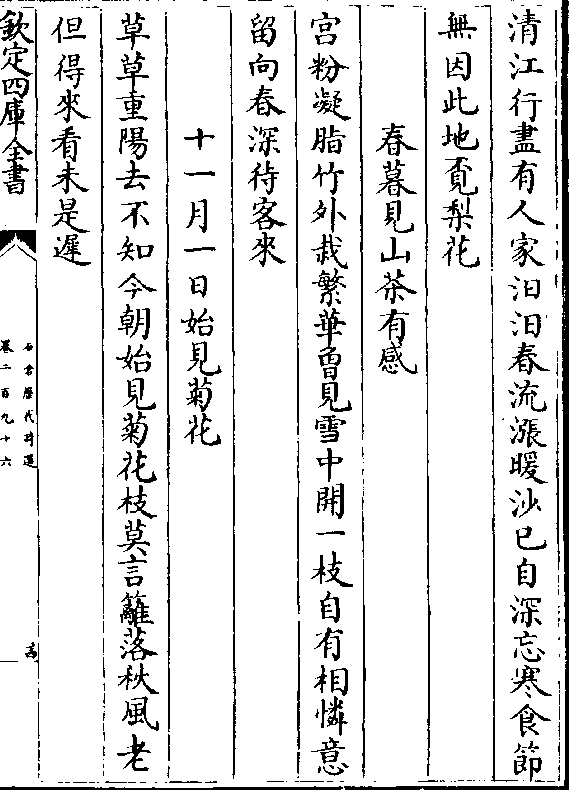 清江行盡有人家汩汩春流漲暖沙已自深忘寒食節
無因此地覓梨花
春暮見山茶有感
宫粉凝脂竹外栽繁華曾見雪中開一枝自有相憐意
留向春深待客來
十一月一日始見菊花
草草重陽去不知今朝始見菊花枝莫言籬落秋風老
但得來看未是遲
欽定四庫全書
石倉歷代詩選
卷二百九十六